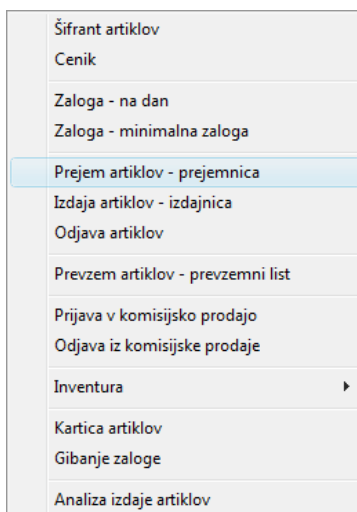 Šifrant artiklov
Cenik
Zaloga - na dan
Zaloga - minimalna zaloga
Prejem artiklov - prejemnica
Izdaja artiklov - izdajnica
Odjava artiklov
Prevzem artiklov - prevzemni list
Prijava v komisijsko prodajo
Odjava iz komisijske prodaje
Inventura
Kartica artiklov
Gibanje zaloge
Analiza izdaje artiklov